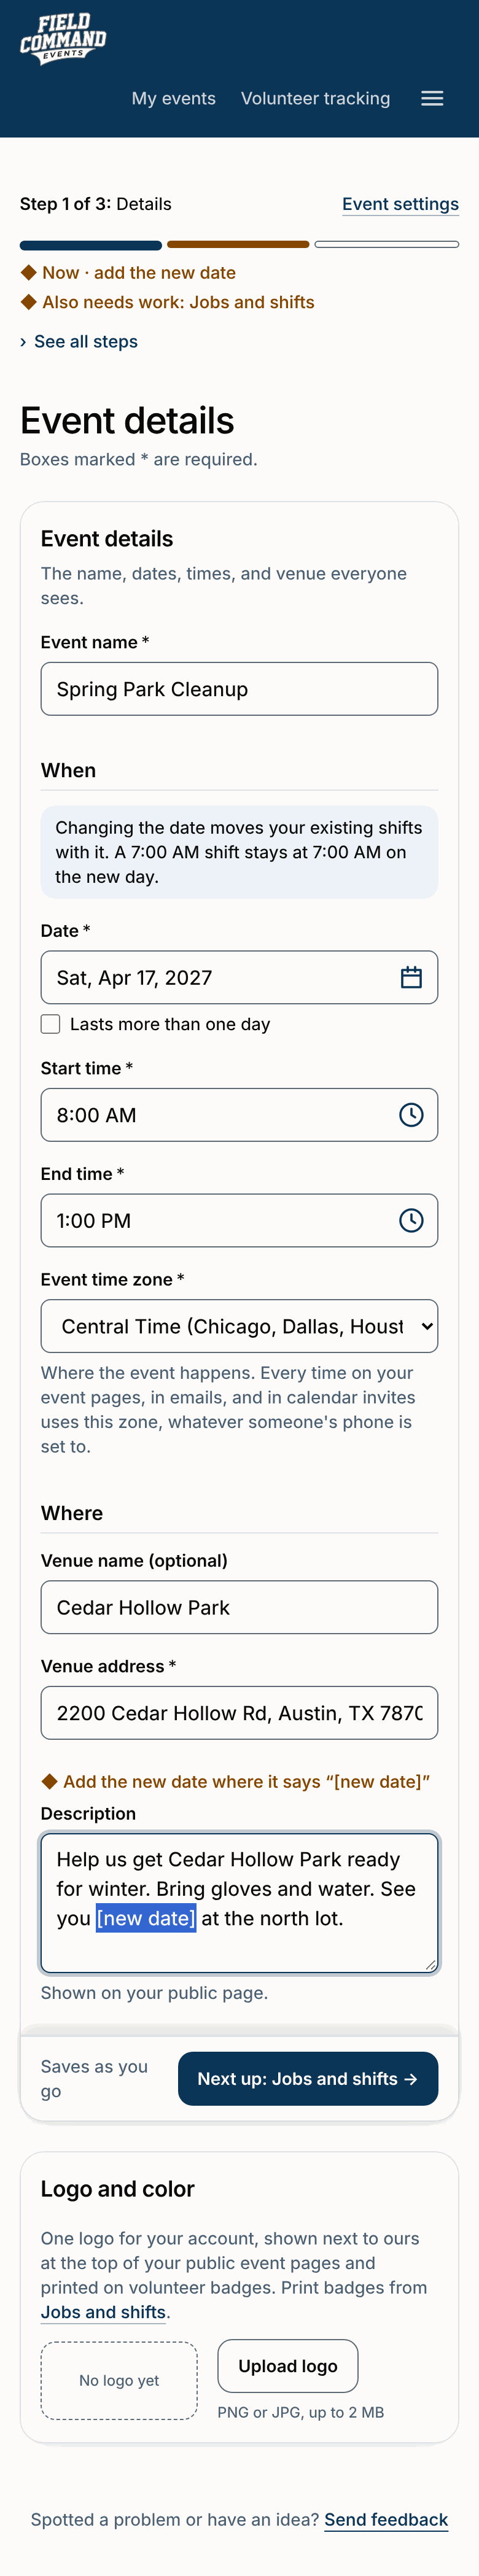 FIELD
COMMAND
EVENTS
My events Volunteer tracking
Step 1 of 3: Details Event settings
◆ Now · add the new date
◆ Also needs work: Jobs and shifts
› See all steps
Event details
Boxes marked * are required.
Event details
The name, dates, times, and venue everyone
sees.
Event name *
Spring Park Cleanup
When
Changing the date moves your existing shifts
with it. A 7:00 AM shift stays at 7:00 AM on
the new day.
Date *
Sat, Apr 17, 2027
Lasts more than one day
Start time *
8:00 AM
End time *
1:00 PM
Event time zone *
Central Time (Chicago, Dallas, Houst
Where the event happens. Every time on your
event pages, in emails, and in calendar invites
uses this zone, whatever someone's phone is
set to.
Where
Venue name (optional)
Cedar Hollow Park
Venue address *
2200 Cedar Hollow Rd, Austin, TX 7870
◆ Add the new date where it says “[new date]”
Description
Help us get Cedar Hollow Park ready
for winter. Bring gloves and water. See
you [new date] at the north lot.
Shown on your public page.
Saves as you
go
Next up: Jobs and shifts →
Logo and color
One logo for your account, shown next to ours
at the top of your public event pages and
printed on volunteer badges. Print badges from
Jobs and shifts.
No logo yet
Upload logo
PNG or JPG, up to 2 MB
Spotted a problem or have an idea? Send feedback